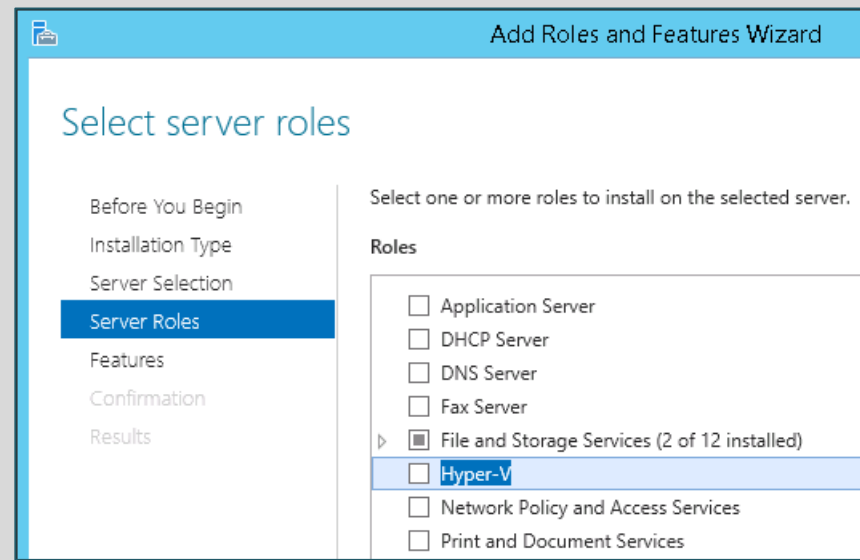 Add Roles and Features Wizard
Select server roles
Before You Begin
Installation Type
Server Selection
Server Roles
Features
Confirmation
Results
Select one or more roles to install on the selected server.
Roles
Application Server
DHCP Server
DNS Server
Fax Server
File and Storage Services (2 of 12 installed)
Hyper-V
Network Policy and Access Services
Print and Document Services